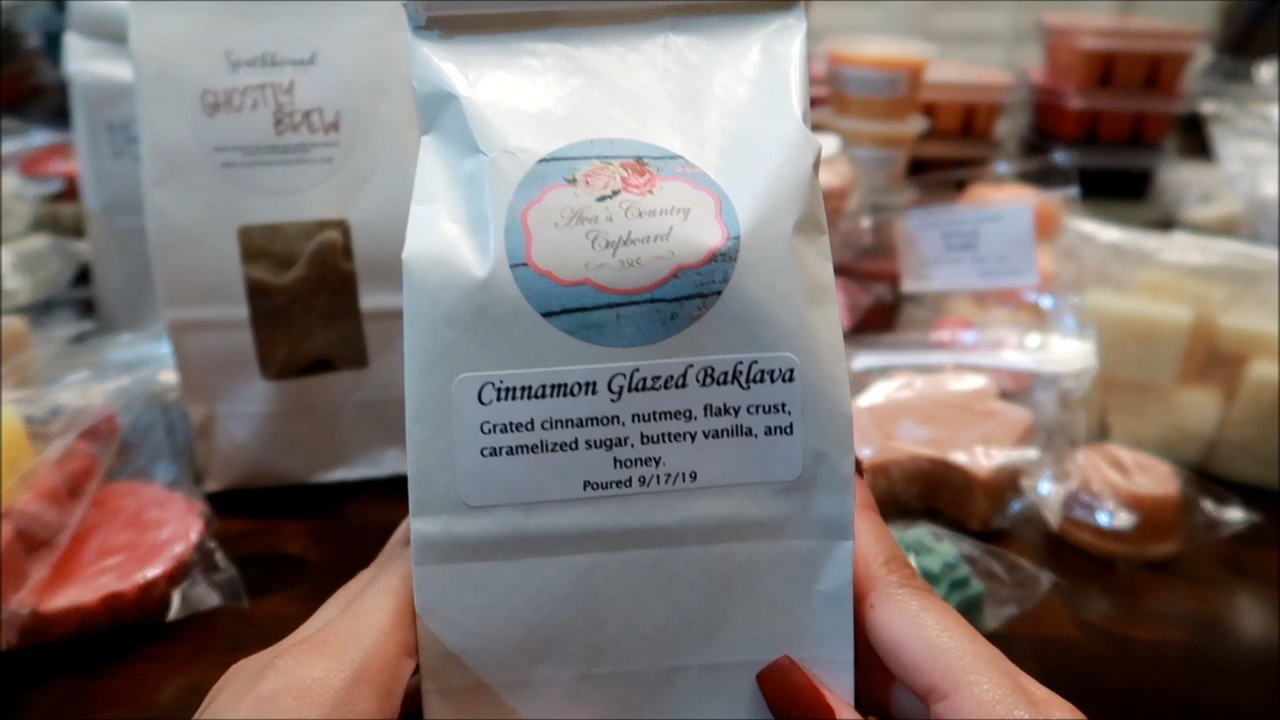 GHOSTLY
BREW
Ava's Country
Cupboard
Cinnamon Glazed Baklava
Grated cinnamon, nutmeg, flaky crust,
caramelized sugar, buttery vanilla, and
honey.
Poured 9/17/19